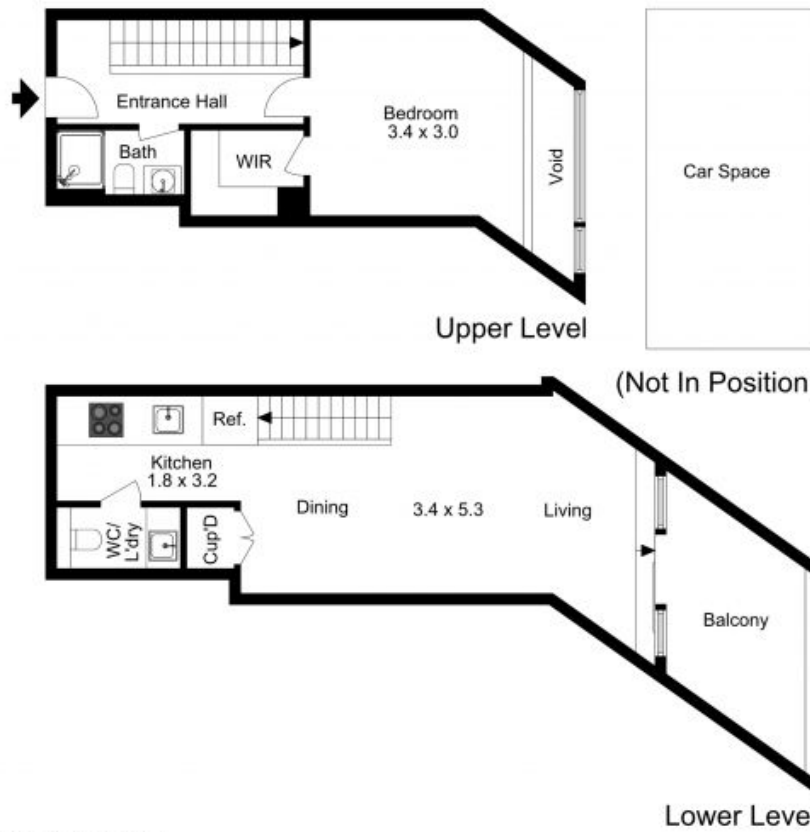 Entrance Hall
Bath
WIR
Bedroom
3.4 x 3.0
Void
Car Space
Upper Level
(Not In Position
Ref.
Kitchen
1.8 x 3.2
WC/
L'dry
Cup'D
Dining
3.4 x 5.3
Living
Balcony
Lower Leve